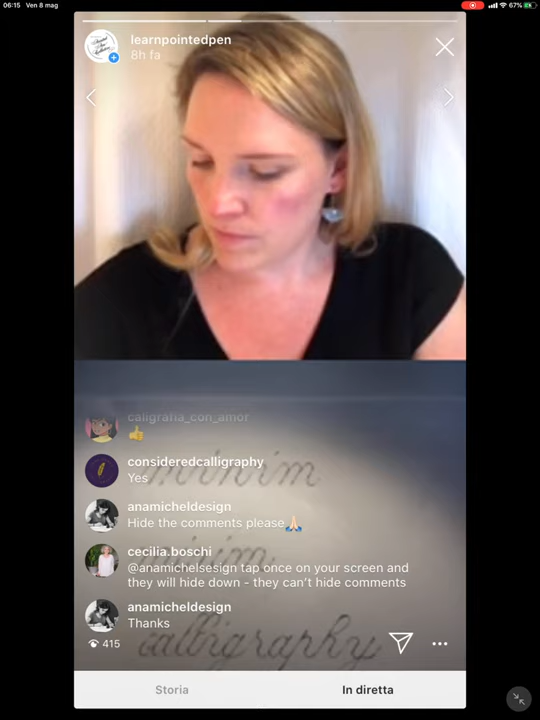 06:15 Ven 8 mag
67%
learnpointedpen
8h fa
caligrafia_con_amor
👍
consideredcalligraphy
Yes
minim
anamicheldesign
Hide the comments please🙏🏻
cecilia.boschi
@anamichelsesign tap once on your screen and
they will hide down - they can't hide comments
minim
anamicheldesign
Thanks
calligraphy
415
Storia
In diretta